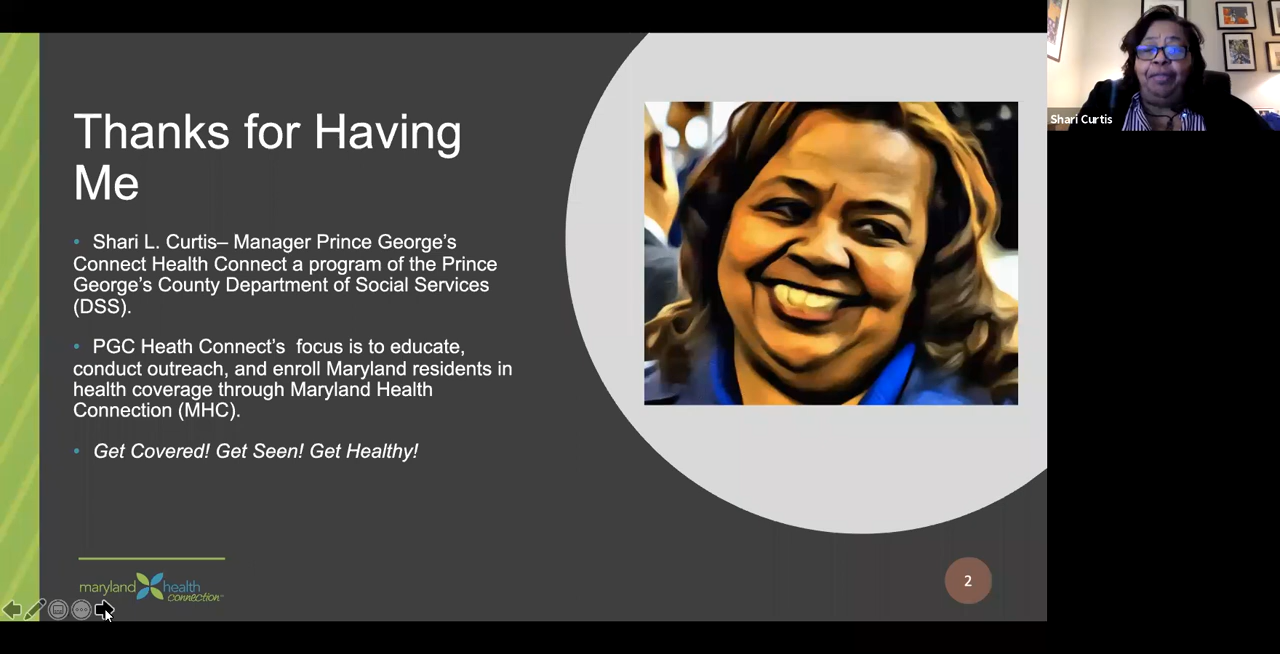 Thanks for Having
Me
• Shari L. Curtis– Manager Prince George’s
Connect Health Connect a program of the Prince
George’s County Department of Social Services
(DSS).
• PGC Heath Connect’s focus is to educate,
conduct outreach, and enroll Maryland residents in
health coverage through Maryland Health
Connection (MHC).
• Get Covered! Get Seen! Get Healthy!
maryland health
connection
2
Shari Curtis